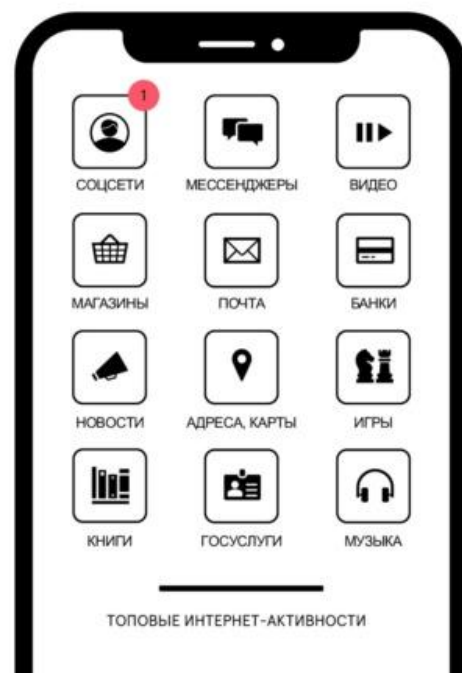 1
СОЦСЕТИ МЕССЕНДЖЕРЫ ВИДЕО
МАГАЗИНЫ ПОЧТА БАНКИ
НОВОСТИ АДРЕСА, КАРТЫ ИГРЫ
КНИГИ ГОСУСЛУГИ МУЗЫКА
ТОПОВЫЕ ИНТЕРНЕТ-АКТИВНОСТИ